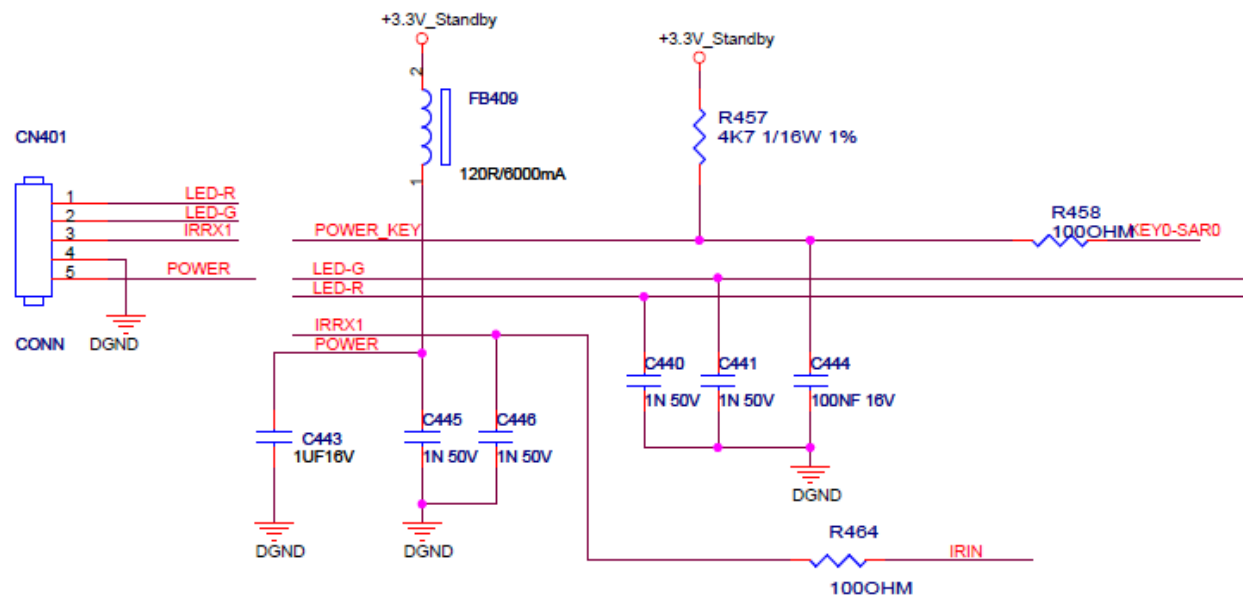 +3.3V_Standby
+3.3V_Standby
2
FB409
R457
4K7 1/16W 1%
CN401
120R/6000mA
1
1
LED-R
2
LED-G
3
IRRX1
4
5
POWER
POWER_KEY
R458
100OHM
KEY0-SAR0
LED-G
LED-R
CONN
DGND
IRRX1
POWER
C440
1N 50V
C441
1N 50V
C444
100NF 16V
C443
1UF16V
C445
1N 50V
C446
1N 50V
DGND
DGND
DGND
R464
IRIN
100OHM